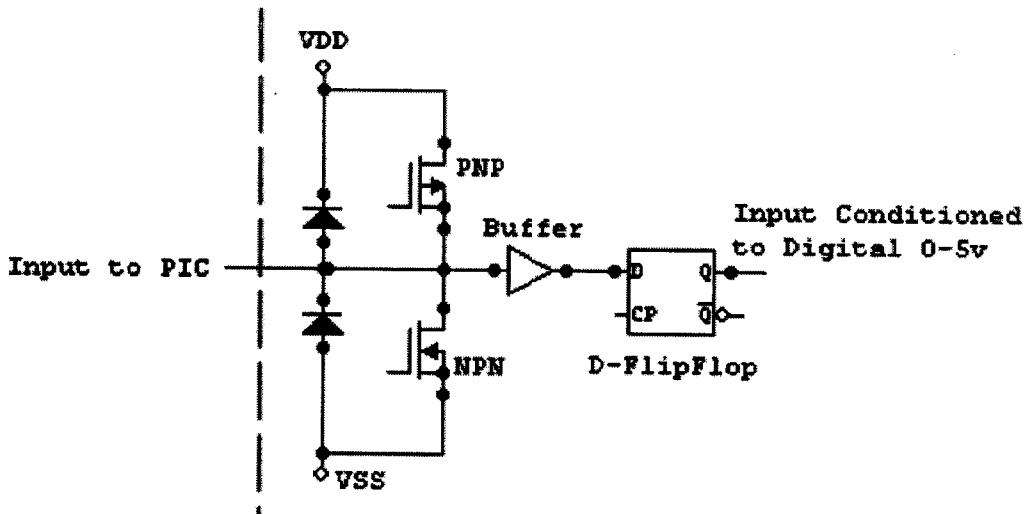 VDD
PNP
Buffer
Input Conditioned
to Digital 0-5v
Input to PIC
D Q
CP Q
NPN
D-FlipFlop
VSS